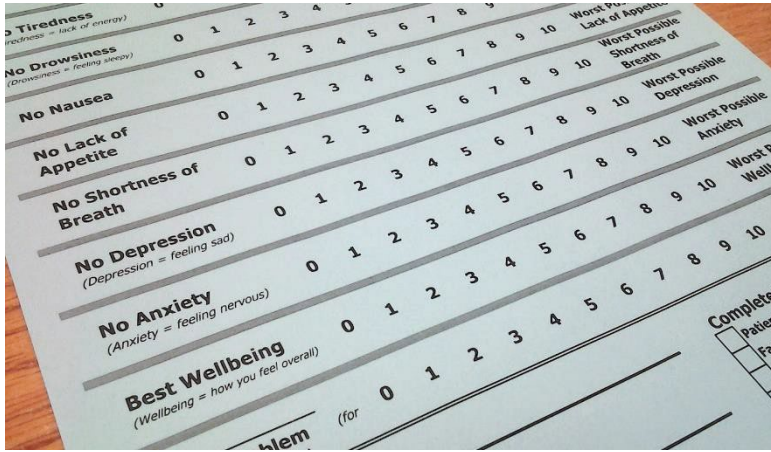 Tiredness 0
= lack of energy)
No Drowsiness 0 1 2 3 4
(Drowsiness = feeling sleepy)
No Nausea 0 1 2 3 4 5 6 7 8 9
No Lack of 0 1 2 3 4 5 6 7 8 9 10 Worst
Appetite Lack of Appetite
No Shortness of 0 1 2 3 4 5 6 7 8 9 10 Worst Possible
Breath Shortness of
Breath
No Depression 0 1 2 3 4 5 6 7 8 9 10 Worst Possible
(Depression = feeling sad) Depression
No Anxiety 0 1 2 3 4 5 6 7 8 9 10 Worst Possible
(Anxiety = feeling nervous) Anxiety
Best Wellbeing 0 1 2 3 4 5 6 7 8 9 10 Worst
(Wellbeing = how you feel overall)
(for 0 1 2 3 4 5 6 7 8 9 10